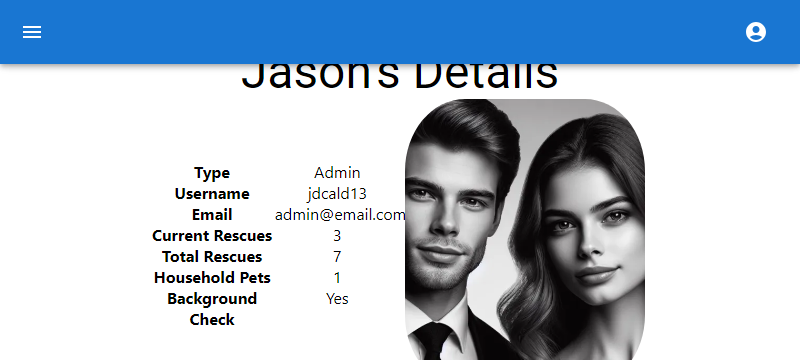 Jason's Details
Type Admin
Username jdcald13
Email admin@email.com
Current Rescues 3
Total Rescues 7
Household Pets 1
Background Yes
Check